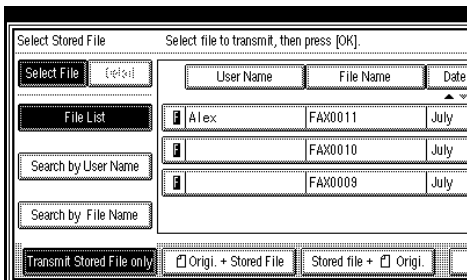 Select Stored File Select file to transmit, then press [OK].
Select File
User Name File Name Date
File List
F Alex FAX0011 July
F FAX0010
Search by User Name
F FAX0009 July
Search by File Name
Transmit Stored File only Origi. + Stored File Stored file + Origi.